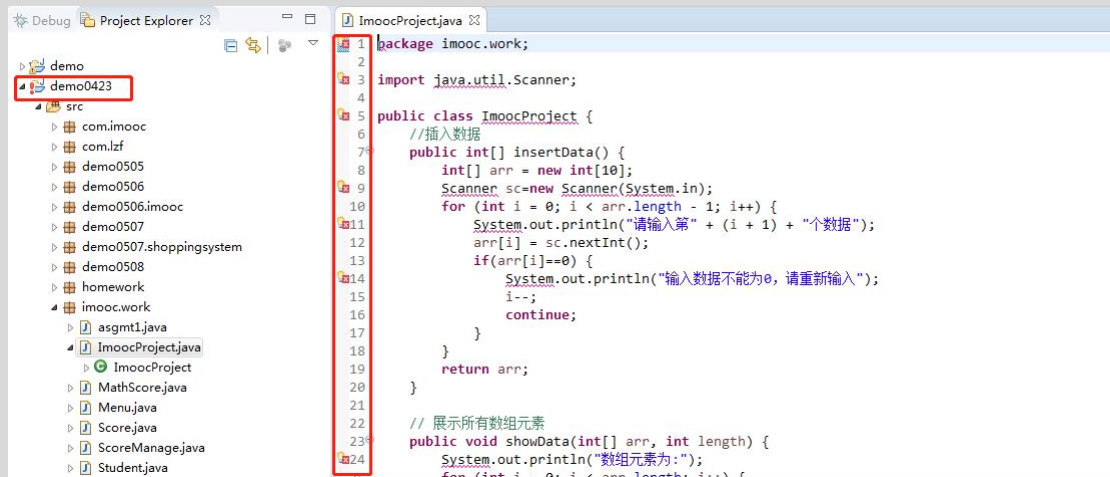 Debug Project Explorer
demo
demo0423
src
com.imooc
com.lzf
demo0505
demo0506
demo0506.imooc
demo0507
demo0507.shoppingsystem
demo0508
homework
imooc.work
asgmt1.java
ImoocProject.java
ImoocProject
MathScore.java
Menu.java
Score.java
ScoreManage.java
Student.java
ImoocProject.java
1 package imooc.work;
2
3 import java.util.Scanner;
4
5 public class ImoocProject {
6 //插入数据
7 public int[] insertData() {
8 int[] arr = new int[10];
9 Scanner sc=new Scanner(System.in);
10 for (int i = 0; i < arr.length - 1; i++) {
11 System.out.println("请输入第" + (i + 1) + "个数据");
12 arr[i] = sc.nextInt();
13 if(arr[i]==0) {
14 System.out.println("输入数据不能为0，请重新输入");
15 i--;
16 continue;
17 }
18 }
19 return arr;
20 }
21
22 // 展示所有数组元素
23 public void showData(int[] arr, int length) {
24 System.out.println("数组元素为:");
for (int i = 0; i < arr.length; i++) {